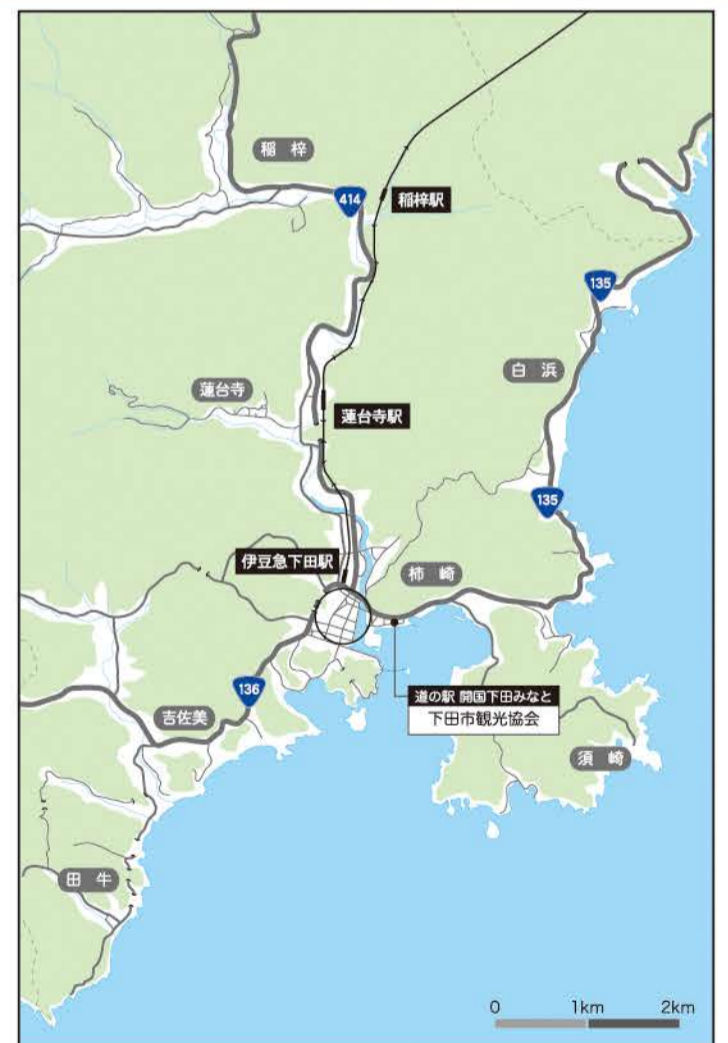 稲 梓
414
稲梓駅
135
白 浜
蓮台寺
蓮台寺駅
135
伊豆急下田駅
柿 崎
136
道の駅 開国下田みなと
下田市観光協会
吉佐美
須 崎
田 牛
0 1km 2km